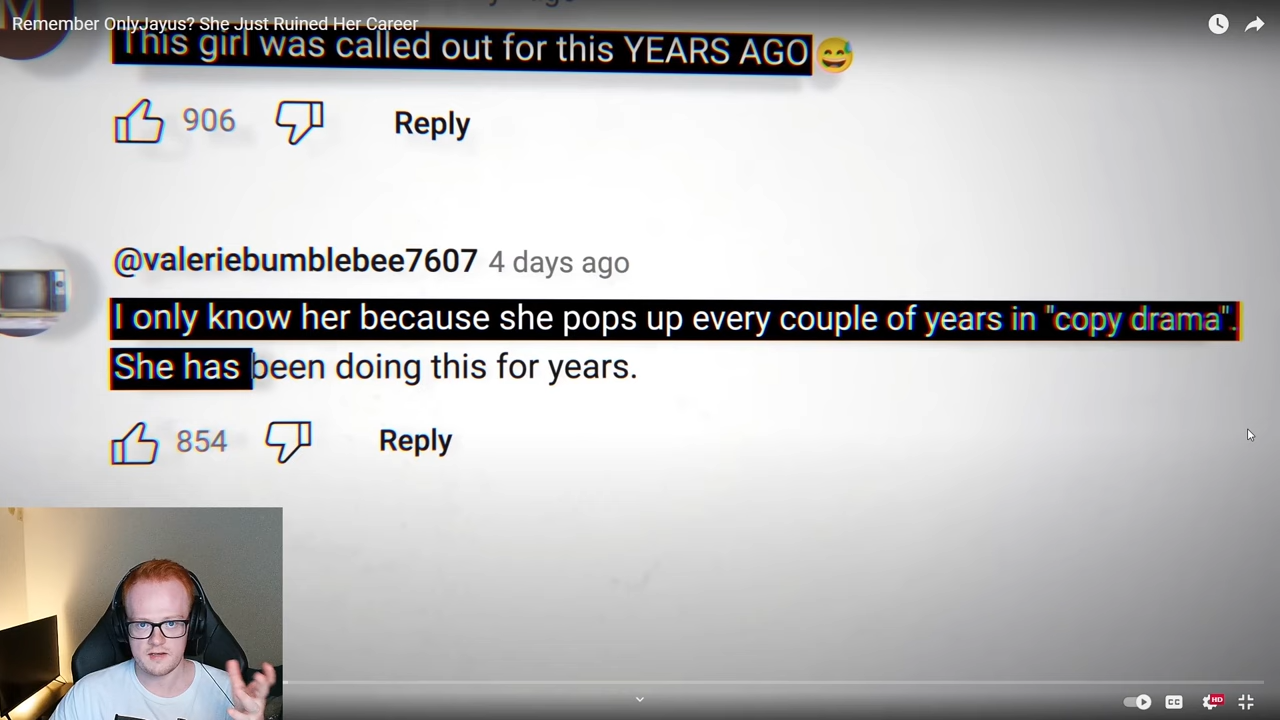 Remember OnlyJayus? She Just Ruined Her Career
This girl was called out for this YEARS AGO😅
906 Reply
@valeriebumblebee7607 4 days ago
I only know her because she pops up every couple of years in "copy drama".
She has been doing this for years.
854 Reply
CC HD